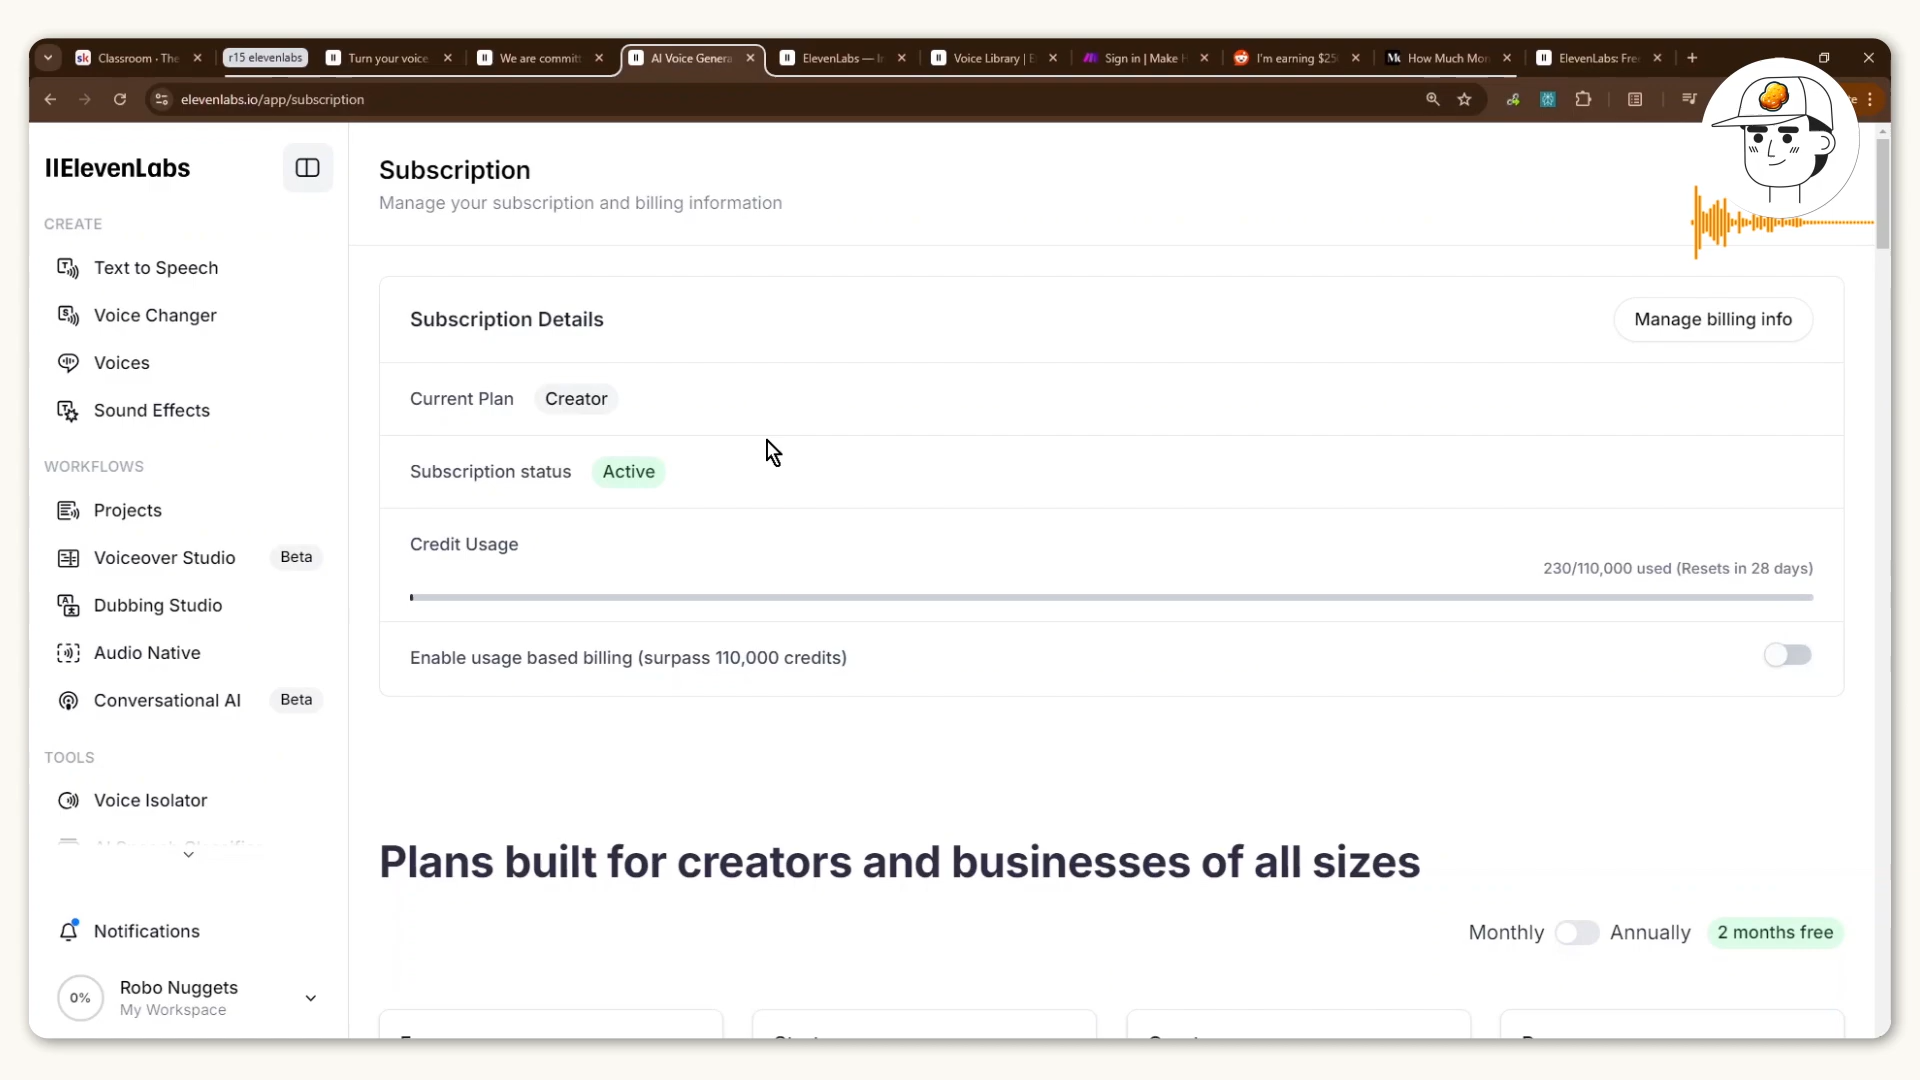 Classroom · The
r15 elevenlabs
Turn your voice
We are commit
AI Voice Genera
ElevenLabs —
Voice Library |
Sign in | Make
I'm earning $25
How Much Mon
ElevenLabs: Fre
elevenlabs.io/app/subscription
IIElevenLabs
CREATE
Text to Speech
Voice Changer
Voices
Sound Effects
WORKFLOWS
Projects
Voiceover Studio Beta
Dubbing Studio
Audio Native
Conversational AI Beta
TOOLS
Voice Isolator
Notifications
0%
Robo Nuggets
My Workspace
Subscription
Manage your subscription and billing information
Subscription Details
Manage billing info
Current Plan Creator
Subscription status Active
Credit Usage
230/110,000 used (Resets in 28 days)
Enable usage based billing (surpass 110,000 credits)
Plans built for creators and businesses of all sizes
Monthly Annually 2 months free